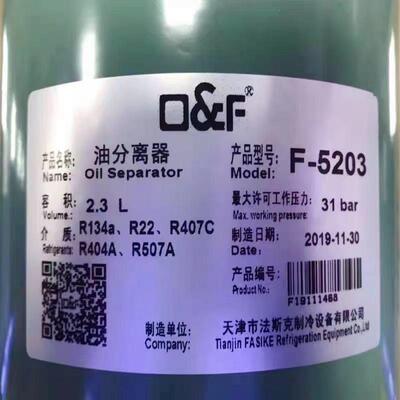 O&F®
产品名称: 油分离器 产品型号: F-5203
Name: Oil Separator Model:
容 积: 2.3 L 最大许可工作压力: 31 bar
Volume.: Max. working pressure:
介 质: R134a、R22、R407C 制造日期: 2019-11-30
Refrigerants: R404A、R507A
产品编号:
Product No.: F19111468
制造单位: 天津市法斯克制冷设备有限公司
Manufacturer: Tianjin FASIKE Refrigeration Equipment Co.,Ltd